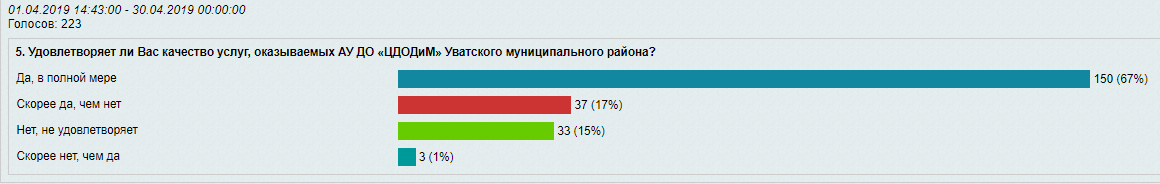 01.04.2019 14:43:00 - 30.04.2019 00:00:00
Голосов: 223
5. Удовлетворяет ли Вас качество услуг, оказываемых АУ ДО «ЦДОДиМ» Уватского муниципального района?
Да, в полной мере 150 (67%)
Скорее да, чем нет 37 (17%)
Нет, не удовлетворяет 33 (15%)
Скорее нет, чем да 3 (1%)